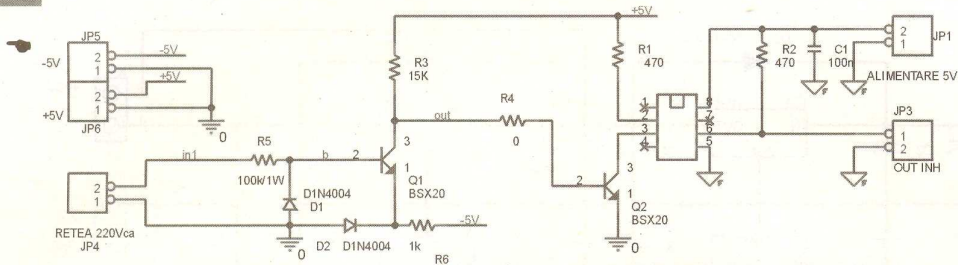 JP5
-5V
2
1
-5V
+5V
2
1
+5V
JP6
0
in1
R5
100k/1W
b
2
1
RETEA 220Vca
JP4
D1N4004
D1
0
D2
D1N4004
1k
R6
-5V
R3
15K
out
R4
0
3
2
1
Q1
BSX20
+5V
R1
470
3
2
1
Q2
BSX20
0
1
2
3
4
8
7
6
5
R2
470
C1
100n
2
1
JP1
ALIMENTARE 5V
JP3
1
2
OUT INH